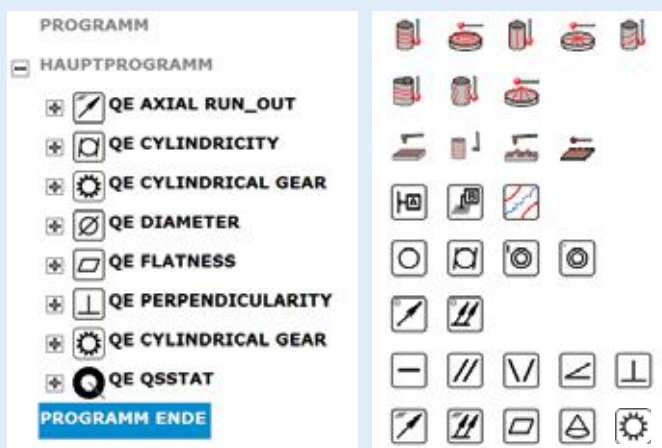 PROGRAMM
HAUPTPROGRAMM
QE AXIAL RUN_OUT
QE CYLINDRICITY
QE CYLINDRICAL GEAR
QE DIAMETER
QE FLATNESS
QE PERPENDICULARITY
QE CYLINDRICAL GEAR
QE QSSTAT
PROGRAMM ENDE
A